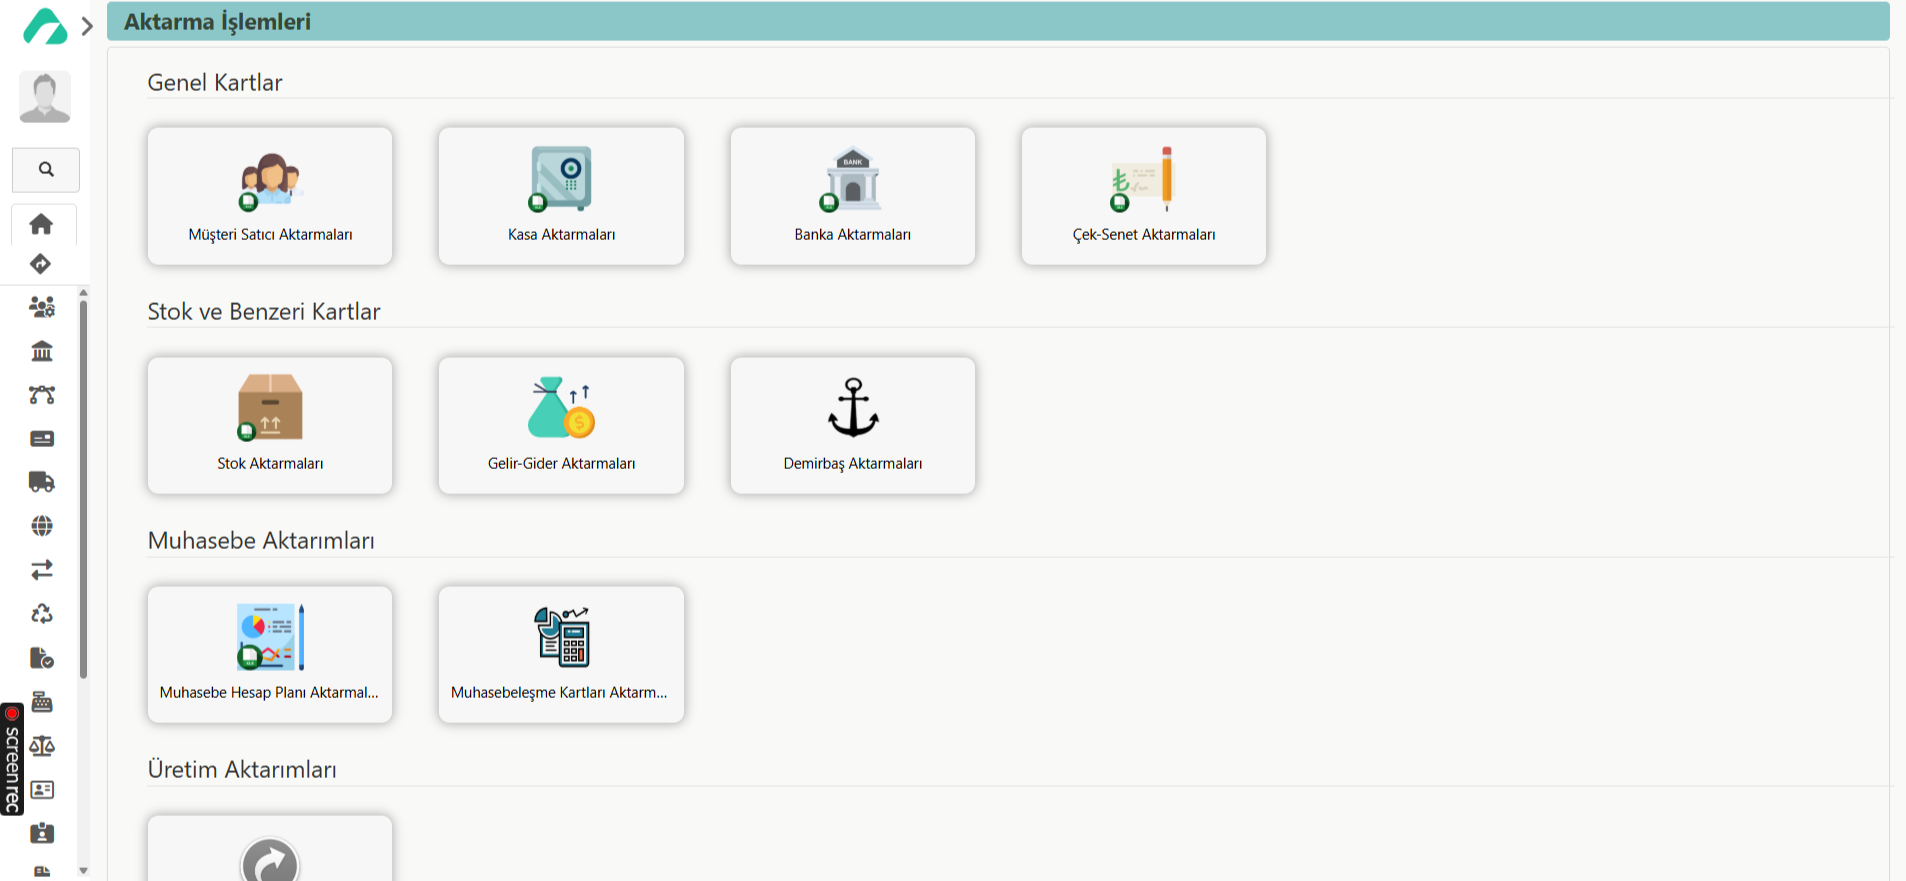 Aktarma İşlemleri
Genel Kartlar
BANK
Müşteri Satıcı Aktarmaları
Kasa Aktarmaları
Banka Aktarmaları
Çek-Senet Aktarmaları
Stok ve Benzeri Kartlar
Stok Aktarmaları
Gelir-Gider Aktarmaları
Demirbaş Aktarmaları
Muhasebe Aktarımları
Muhasebe Hesap Planı Aktarmal...
Muhasebeleşme Kartları Aktarm...
Üretim Aktarımları
screenrec